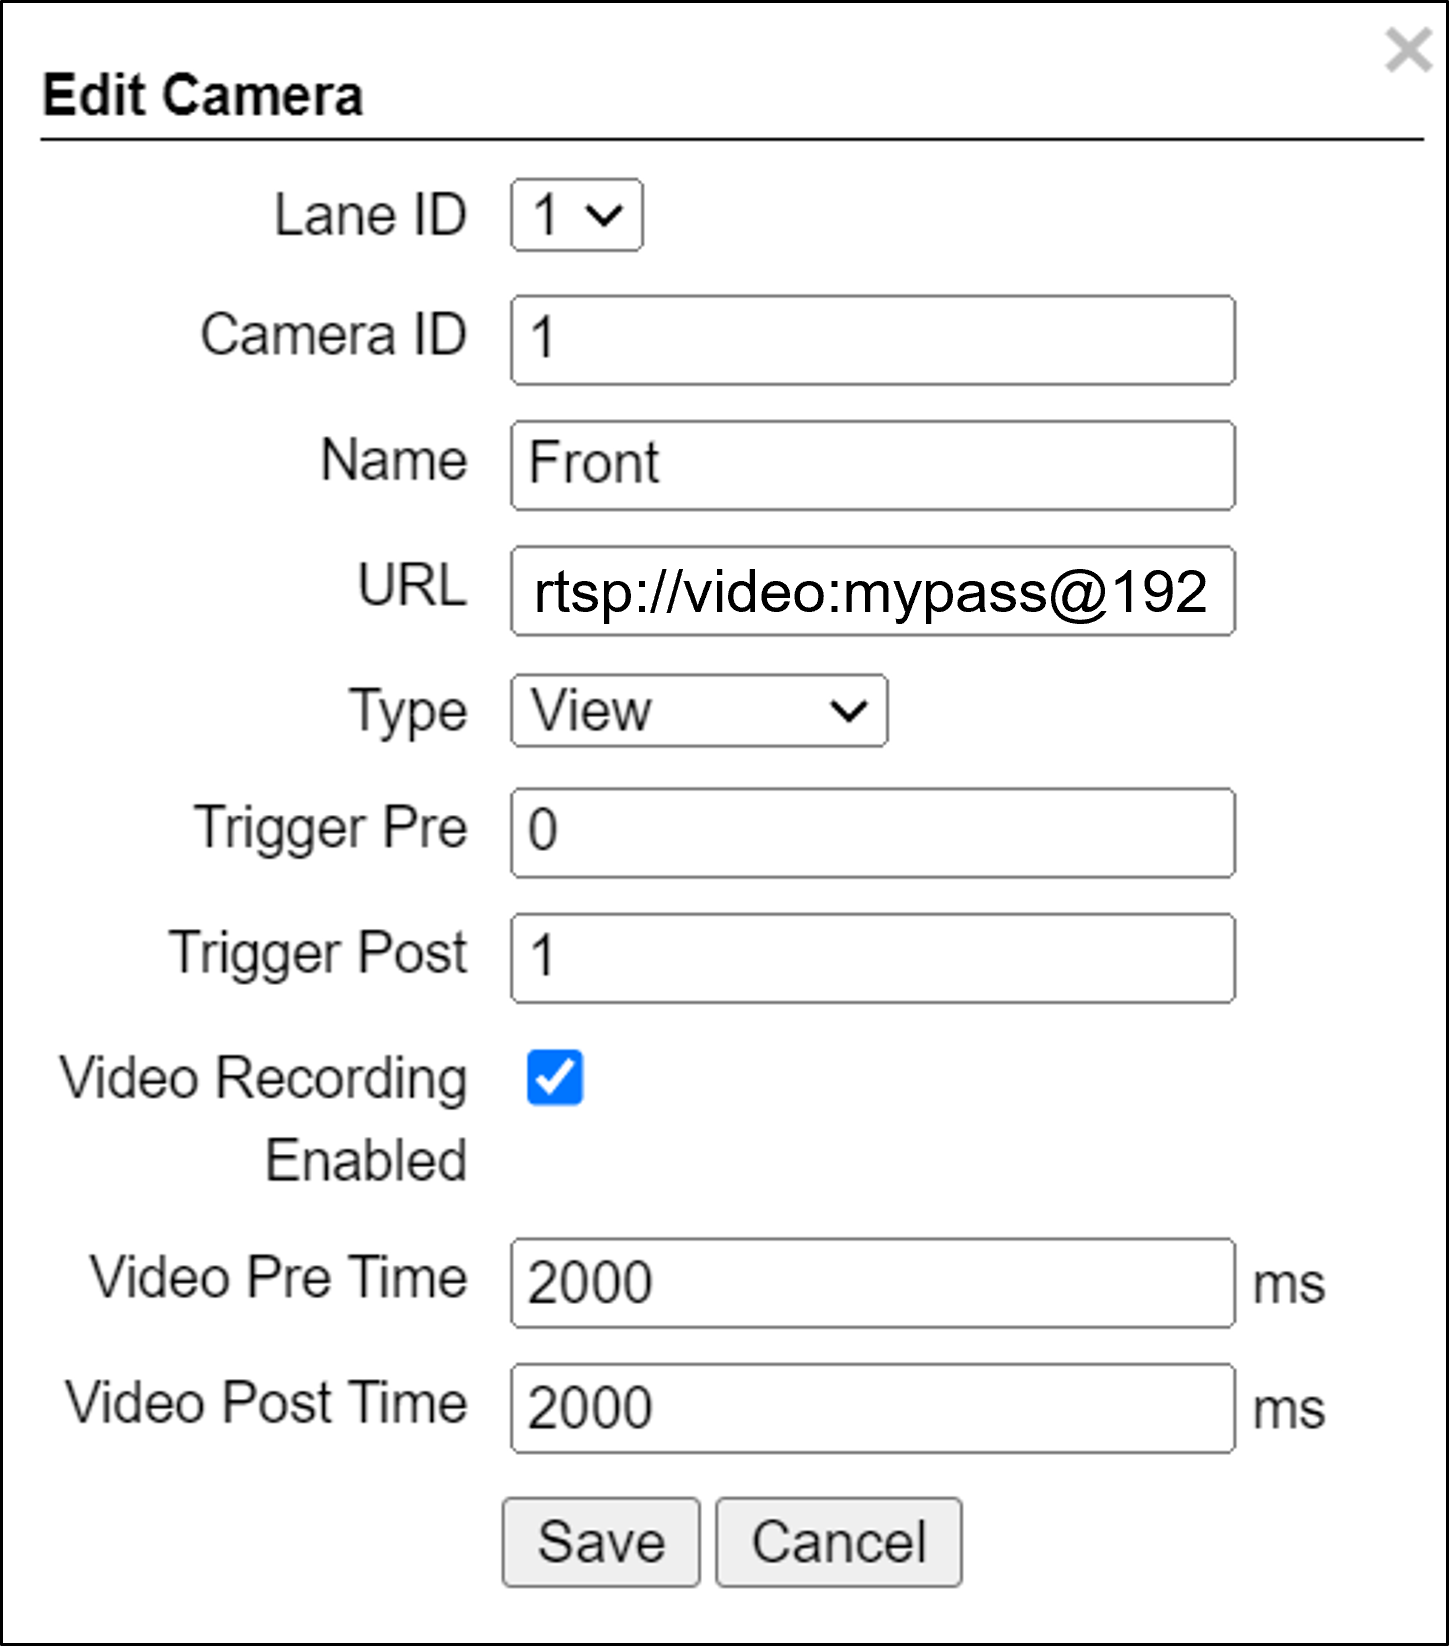 Edit Camera
Lane ID 1
Camera ID 1
Name Front
URL rtsp://video:mypass@192
Type View
Trigger Pre 0
Trigger Post 1
Video Recording
Enabled
Video Pre Time 2000 ms
Video Post Time 2000 ms
Save Cancel